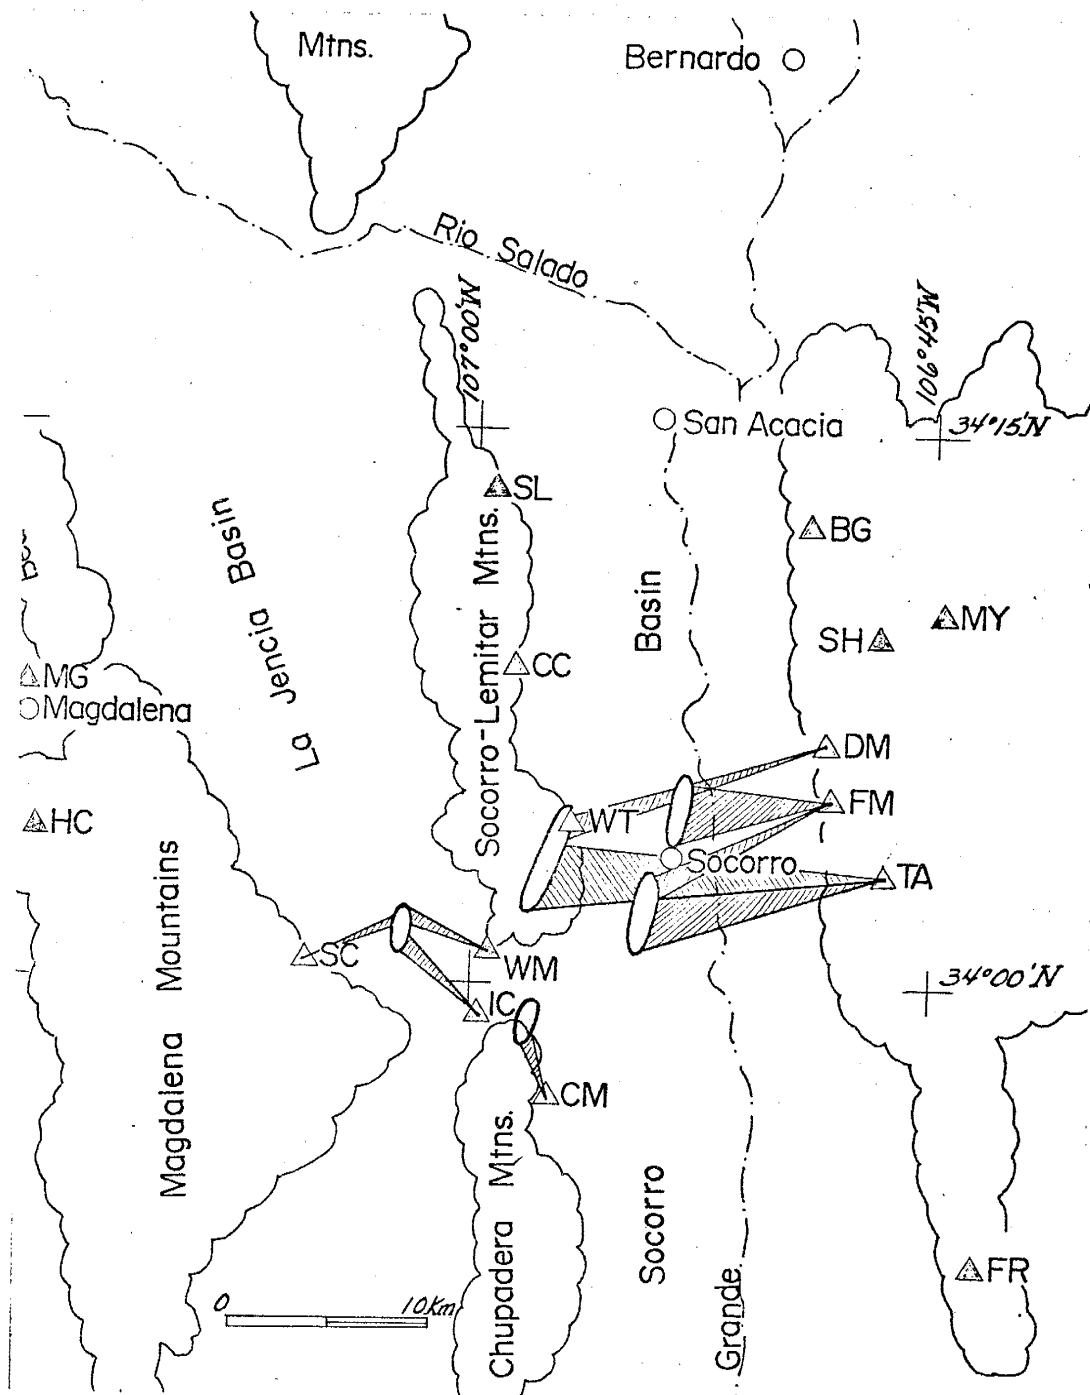 Mtns.
Bernardo
Rio Salado
107°00'W
106°45'W
San Acacia
34°15'N
SL
BG
La Jencia Basin
Socorro-Lemitar Mtns.
Basin
MY
SH
CC
MG
Magdalena
DM
FM
HC
WT
Socorro
TA
Magdalena Mountains
SC
WM
34°00'N
IC
CM
Chupadera Mtns.
Socorro
Grande
FR
0 10 Km